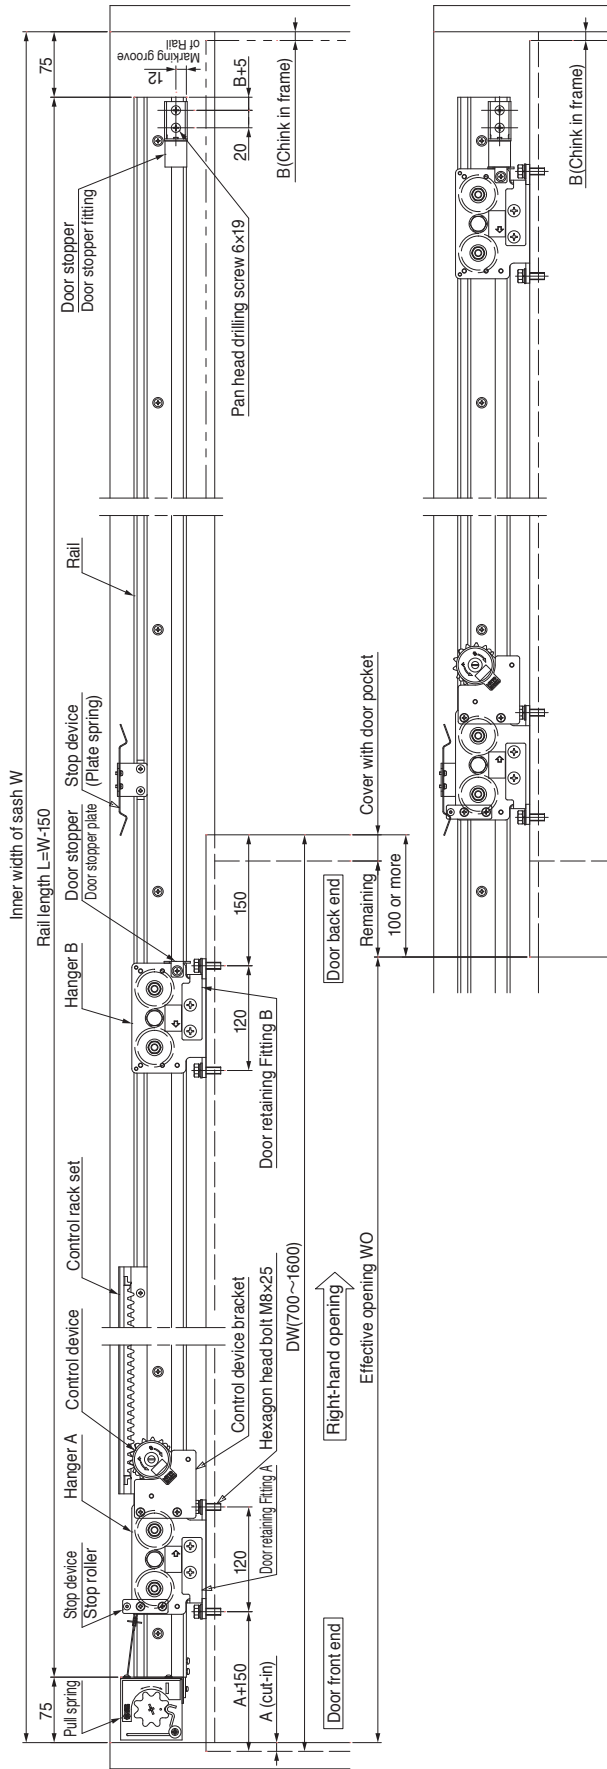 Inner width of sash W
75
Rail length L=W-150
75
Pull spring
Stop device
Stop roller
Hanger A
Control device
Control rack set
Hanger B
Door stopper
Door stopper plate
Stop device
(Plate spring)
Rail
Door stopper
Door stopper fitting
Marking groove
of Rail
12
B+5
20
B(Chink in frame)
Pan head drilling screw 6x19
A+150
A (cut-in)
120
Door retaining Fitting A
Hexagon head bolt M8x25
Control device bracket
Door retaining Fitting B
120
150
DW(700~1600)
Door front end
Right-hand opening
Door back end
Effective opening WO
Remaining
100 or more
Cover with door pocket
B(Chink in frame)